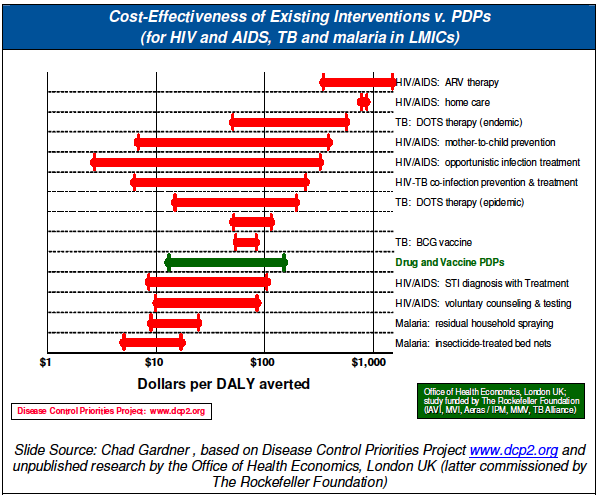 Cost-Effectiveness of Existing Interventions v. PDPs
(for HIV and AIDS, TB and malaria in LMICs)
HIV/AIDS: ARV therapy
HIV/AIDS: home care
TB: DOTS therapy (endemic)
HIV/AIDS: mother-to-child prevention
HIV/AIDS: opportunistic infection treatment
HIV-TB co-infection prevention & treatment
TB: DOTS therapy (epidemic)
TB: BCG vaccine
Drug and Vaccine PDPs
HIV/AIDS: STI diagnosis with Treatment
HIV/AIDS: voluntary counseling & testing
Malaria: residual household spraying
Malaria: insecticide-treated bed nets
$1 $10 $100 $1,000
Dollars per DALY averted
Disease Control Priorities Project: www.dcp2.org
Office of Health Economics, London UK;
study funded by The Rockefeller Foundation
(IAVI, MVI, Aeras / IPM, MMV, TB Alliance)
Slide Source: Chad Gardner , based on Disease Control Priorities Project www.dcp2.org and
unpublished research by the Office of Health Economics, London UK (latter commissioned by
The Rockefeller Foundation)